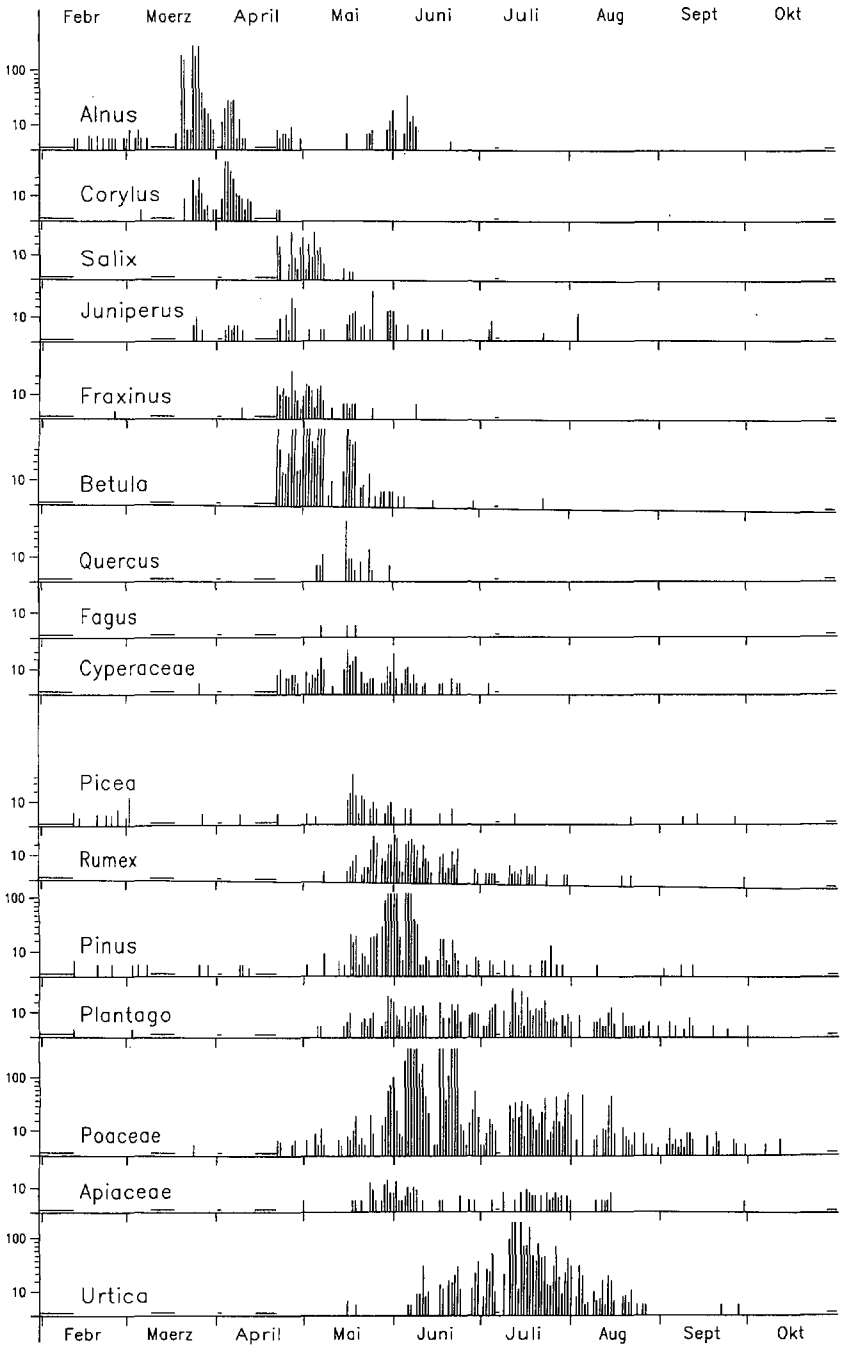 Febr Maerz April Mai Juni Juli Aug Sept Okt
100
10
Alnus
10
Corylus
10
Salix
10
Juniperus
10
Fraxinus
10
Betula
10
Quercus
10
Fagus
10
Cyperaceae
10
Picea
10
Rumex
100
10
Pinus
10
Plantago
100
10
Poaceae
10
Apiaceae
100
10
Urtica
Febr Maerz April Mai Juni Juli Aug Sept Okt